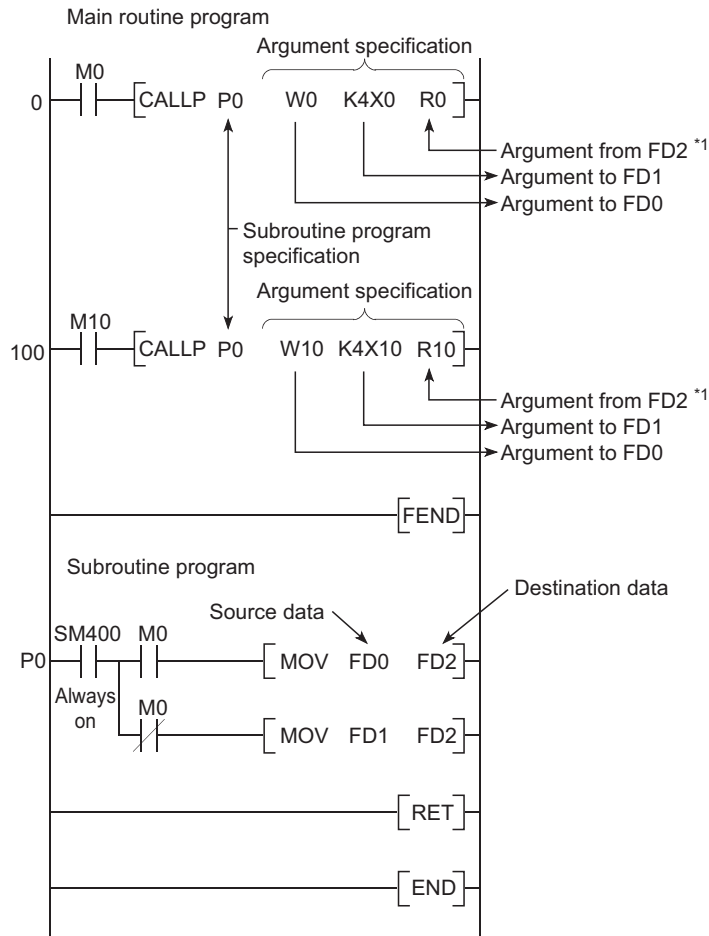 Main routine program
Argument specification
M0
0 CALLP P0 W0 K4X0 R0
Argument from FD2 *1
Argument to FD1
Argument to FD0
Subroutine program
specification
Argument specification
M10
100 CALLP P0 W10 K4X10 R10
Argument from FD2 *1
Argument to FD1
Argument to FD0
FEND
Subroutine program
Destination data
Source data
SM400 M0
P0 MOV FD0 FD2
Always
on
M0
MOV FD1 FD2
RET
END